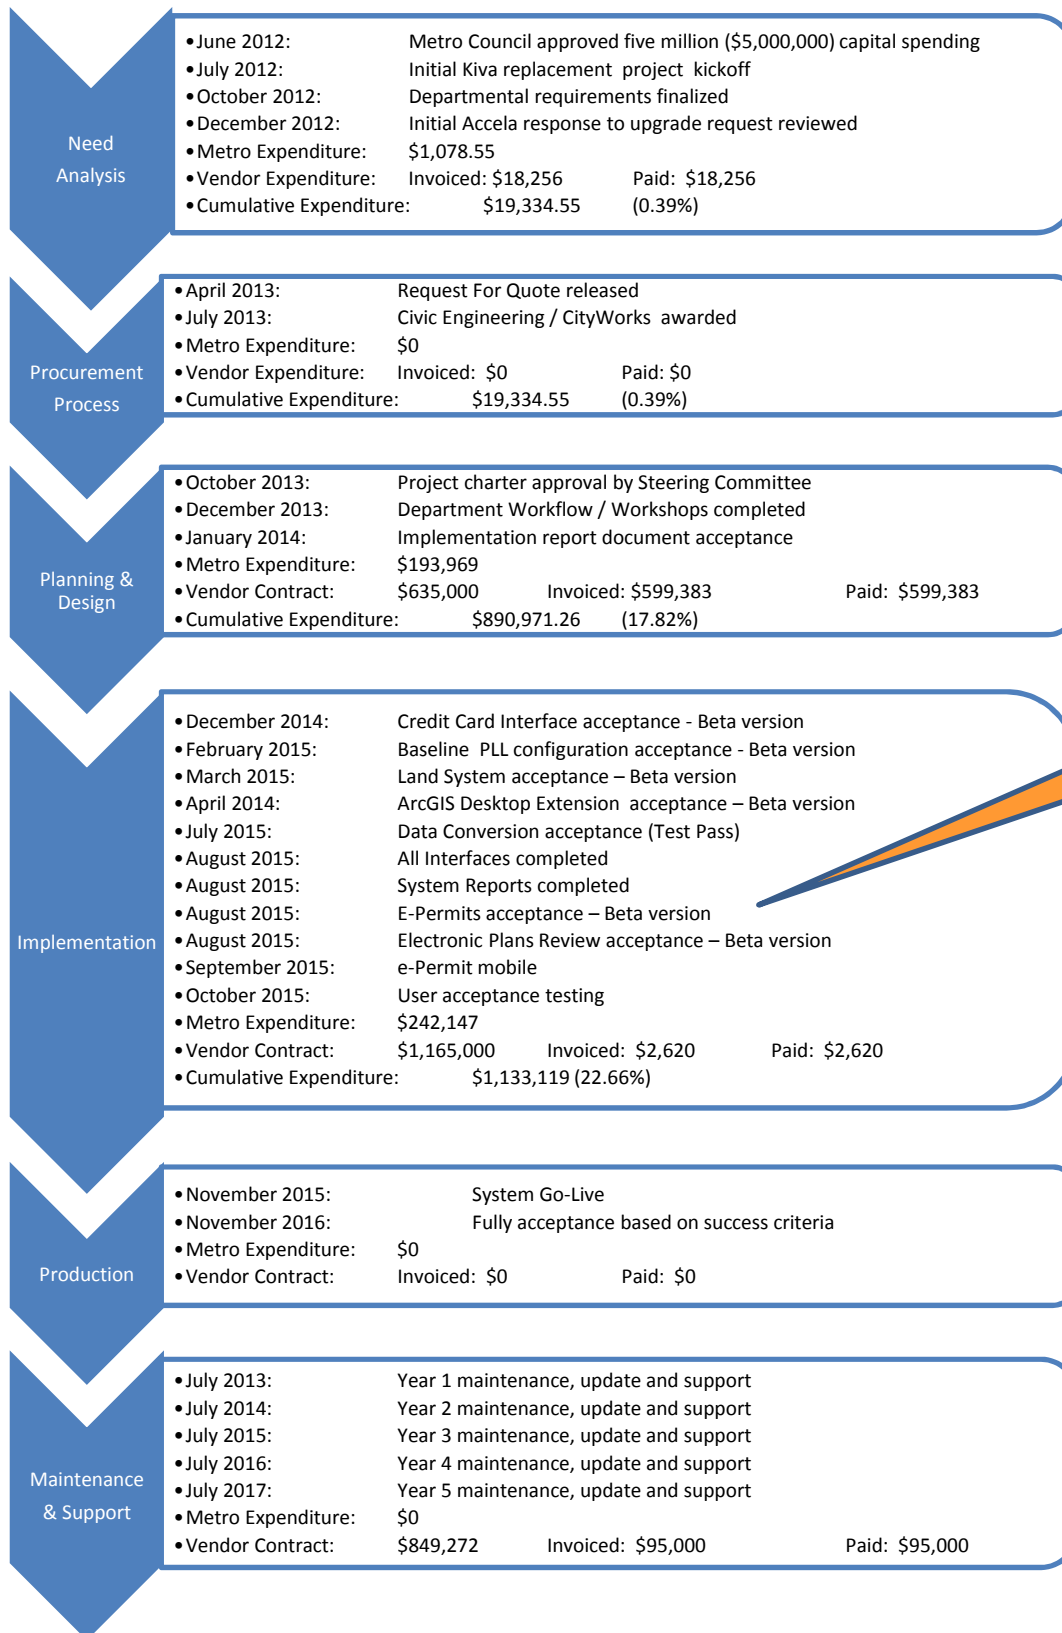 Need
Analysis
•June 2012: Metro Council approved five million ($5,000,000) capital spending
•July 2012: Initial Kiva replacement project kickoff
•October 2012: Departmental requirements finalized
•December 2012: Initial Accela response to upgrade request reviewed
•Metro Expenditure: $1,078.55
•Vendor Expenditure: Invoiced: $18,256 Paid: $18,256
•Cumulative Expenditure: $19,334.55 (0.39%)
Procurement
Process
•April 2013: Request For Quote released
•July 2013: Civic Engineering / CityWorks awarded
•Metro Expenditure: $0
•Vendor Expenditure: Invoiced: $0 Paid: $0
•Cumulative Expenditure: $19,334.55 (0.39%)
Planning &
Design
•October 2013: Project charter approval by Steering Committee
•December 2013: Department Workflow / Workshops completed
•January 2014: Implementation report document acceptance
•Metro Expenditure: $193,969
•Vendor Contract: $635,000 Invoiced: $599,383 Paid: $599,383
•Cumulative Expenditure: $890,971.26 (17.82%)
Implementation
•December 2014: Credit Card Interface acceptance - Beta version
•February 2015: Baseline PLL configuration acceptance - Beta version
•March 2015: Land System acceptance – Beta version
•April 2014: ArcGIS Desktop Extension acceptance – Beta version
•July 2015: Data Conversion acceptance (Test Pass)
•August 2015: All Interfaces completed
•August 2015: System Reports completed
•August 2015: E-Permits acceptance – Beta version
•August 2015: Electronic Plans Review acceptance – Beta version
•September 2015: e-Permit mobile
•October 2015: User acceptance testing
•Metro Expenditure: $242,147
•Vendor Contract: $1,165,000 Invoiced: $2,620 Paid: $2,620
•Cumulative Expenditure: $1,133,119 (22.66%)
Production
•November 2015: System Go-Live
•November 2016: Fully acceptance based on success criteria
•Metro Expenditure: $0
•Vendor Contract: Invoiced: $0 Paid: $0
Maintenance
& Support
•July 2013: Year 1 maintenance, update and support
•July 2014: Year 2 maintenance, update and support
•July 2015: Year 3 maintenance, update and support
•July 2016: Year 4 maintenance, update and support
•July 2017: Year 5 maintenance, update and support
•Metro Expenditure: $0
•Vendor Contract: $849,272 Invoiced: $95,000 Paid: $95,000